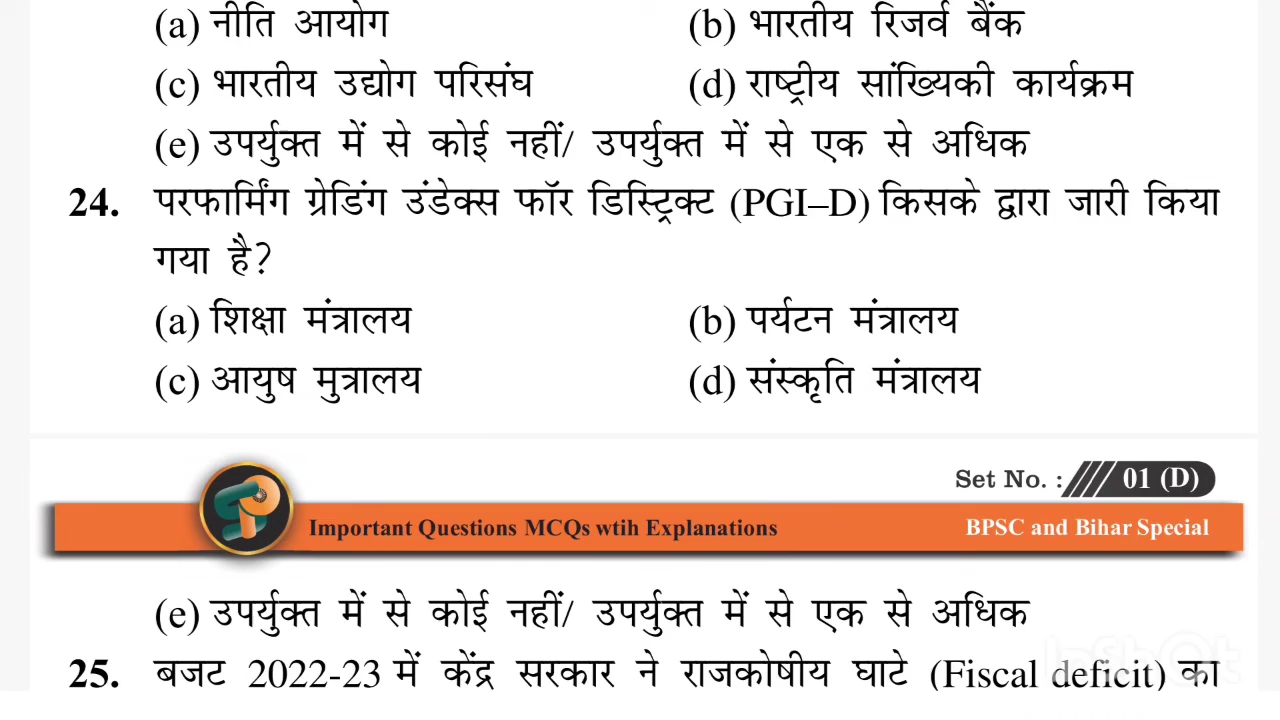 (a) नीति आयोग (b) भारतीय रिजर्व बैंक
(c) भारतीय उद्योग परिसंघ (d) राष्ट्रीय सांख्यिकी कार्यक्रम
(e) उपर्युक्त में से कोई नहीं/ उपर्युक्त में से एक से अधिक
24. परफार्मिंग ग्रेडिंग उंडेक्स फॉर डिस्ट्रिक्ट (PGI–D) किसके द्वारा जारी किया
गया है?
(a) शिक्षा मंत्रालय (b) पर्यटन मंत्रालय
(c) आयुष मुत्रालय (d) संस्कृति मंत्रालय
Set No. : 01 (D)
Important Questions MCQs wtih Explanations BPSC and Bihar Special
(e) उपर्युक्त में से कोई नहीं/ उपर्युक्त में से एक से अधिक
25. बजट 2022-23 में केंद्र सरकार ने राजकोषीय घाटे (Fiscal deficit) का
InShOt